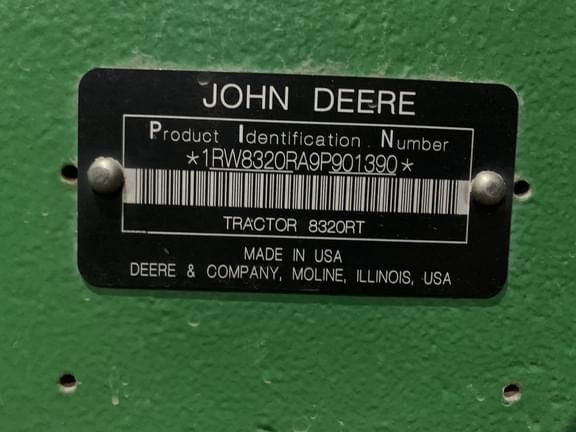 JOHN DEERE
Product Identification Number
*1RW8320RA9P901390*
TRACTOR 8320RT
MADE IN USA
DEERE & COMPANY, MOLINE, ILLINOIS, USA